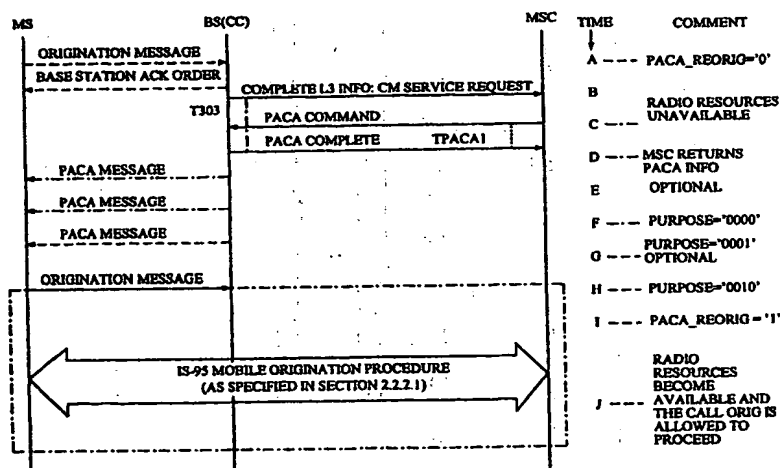 MS
BS(CC)
MSC
TIME
COMMENT
ORIGINATION MESSAGE
A
PACA_REORIG='0'
BASE STATION ACK ORDER
COMPLETE L3 INFO: CM SERVICE REQUEST
B
T303
RADIO RESOURCES
UNAVAILABLE
PACA COMMAND
C
PACA COMPLETE
TPACA1
D
MSC RETURNS
PACA INFO
PACA MESSAGE
E
OPTIONAL
PACA MESSAGE
F
PURPOSE='0000'
PACA MESSAGE
G
PURPOSE='0001'
OPTIONAL
ORIGINATION MESSAGE
H
PURPOSE='0010'
I
PACA_REORIG = '1'
IS-95 MOBILE ORIGINATION PROCEDURE
(AS SPECIFIED IN SECTION 2.2.2.1)
J
RADIO
RESOURCES
BECOME
AVAILABLE AND
THE CALL ORIG IS
ALLOWED TO
PROCEED